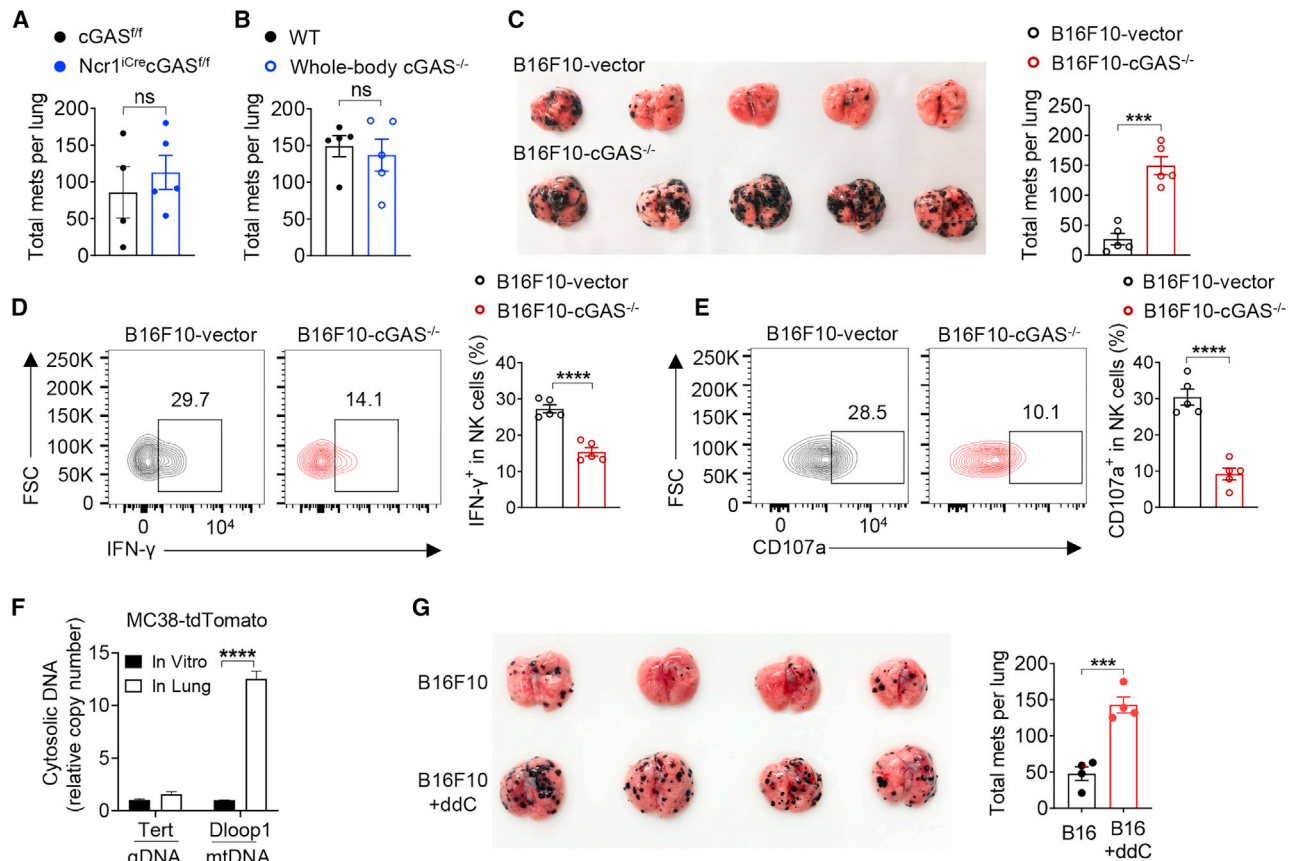 A
cGAS^f/f
Ncr1^iCre cGAS^f/f
ns
Total mets per lung
200
150
100
50
0
B
WT
Whole-body cGAS^-/-
ns
Total mets per lung
200
150
100
50
0
C
B16F10-vector
B16F10-cGAS^-/-
B16F10-vector
B16F10-cGAS^-/-
***
Total mets per lung
250
200
150
100
50
0
D
B16F10-vector
B16F10-cGAS^-/-
250K
200K
150K
100K
50K
0
FSC
29.7
14.1
0
10^4
IFN-γ
B16F10-vector
B16F10-cGAS^-/-
****
IFN-γ^+ in NK cells (%)
40
30
20
10
0
E
B16F10-vector
B16F10-cGAS^-/-
250K
200K
150K
100K
50K
0
FSC
28.5
10.1
0
10^4
CD107a
B16F10-vector
B16F10-cGAS^-/-
****
CD107a^+ in NK cells (%)
40
30
20
10
0
F
MC38-tdTomato
In Vitro
In Lung
****
Cytosolic DNA
(relative copy number)
15
10
5
0
Tert
Dloop1
gDNA
mtDNA
G
B16F10
B16F10
+ddC
***
Total mets per lung
200
150
100
50
0
B16
B16
+ddC